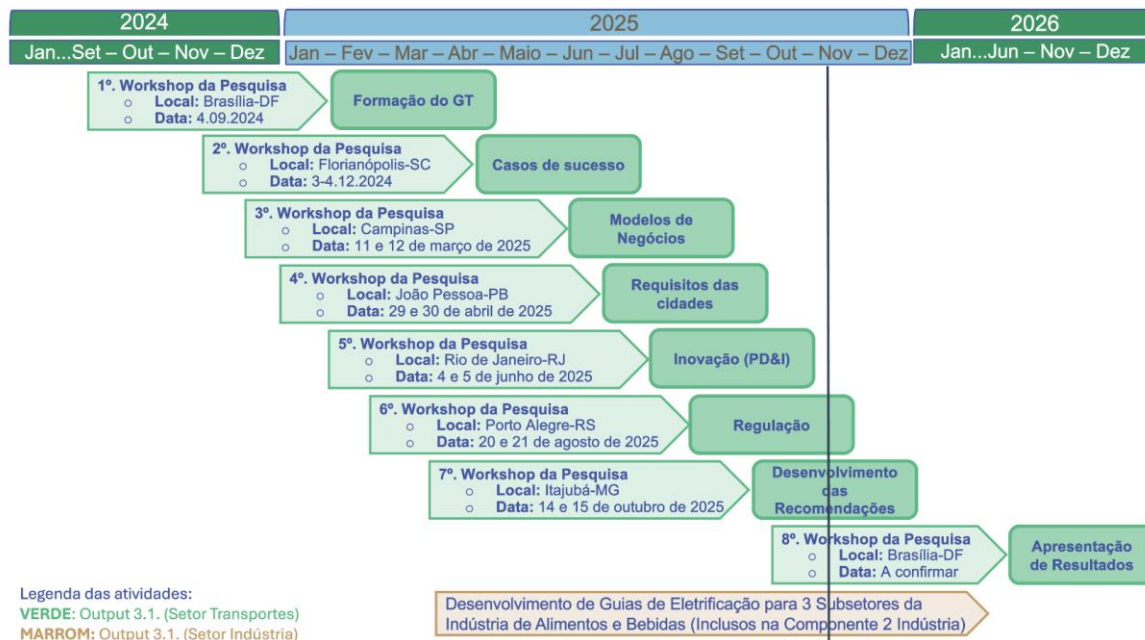 2024
2025
2026
Jan...Set – Out – Nov – Dez
Jan – Fev – Mar – Abr – Maio – Jun – Jul – Ago – Set – Out – Nov – Dez
Jan...Jun – Nov – Dez
1º. Workshop da Pesquisa
o Local: Brasília-DF
o Data: 4.09.2024
Formação do GT
2º. Workshop da Pesquisa
o Local: Florianópolis-SC
o Data: 3-4.12.2024
Casos de sucesso
3º. Workshop da Pesquisa
o Local: Campinas-SP
o Data: 11 e 12 de março de 2025
Modelos de
Negócios
4º. Workshop da Pesquisa
o Local: João Pessoa-PB
o Data: 29 e 30 de abril de 2025
Requisitos das
cidades
5º. Workshop da Pesquisa
o Local: Rio de Janeiro-RJ
o Data: 4 e 5 de junho de 2025
Inovação (PD&I)
6º. Workshop da Pesquisa
o Local: Porto Alegre-RS
o Data: 20 e 21 de agosto de 2025
Regulação
7º. Workshop da Pesquisa
o Local: Itajubá-MG
o Data: 14 e 15 de outubro de 2025
Desenvolvimento
das
Recomendações
8º. Workshop da Pesquisa
o Local: Brasília-DF
o Data: A confirmar
Apresentação
de Resultados
Legenda das atividades:
VERDE: Output 3.1. (Setor Transportes)
MARROM: Output 3.1. (Setor Indústria)
Desenvolvimento de Guias de Eletrificação para 3 Subsetores da
Indústria de Alimentos e Bebidas (Inclusos na Componente 2 Indústria)